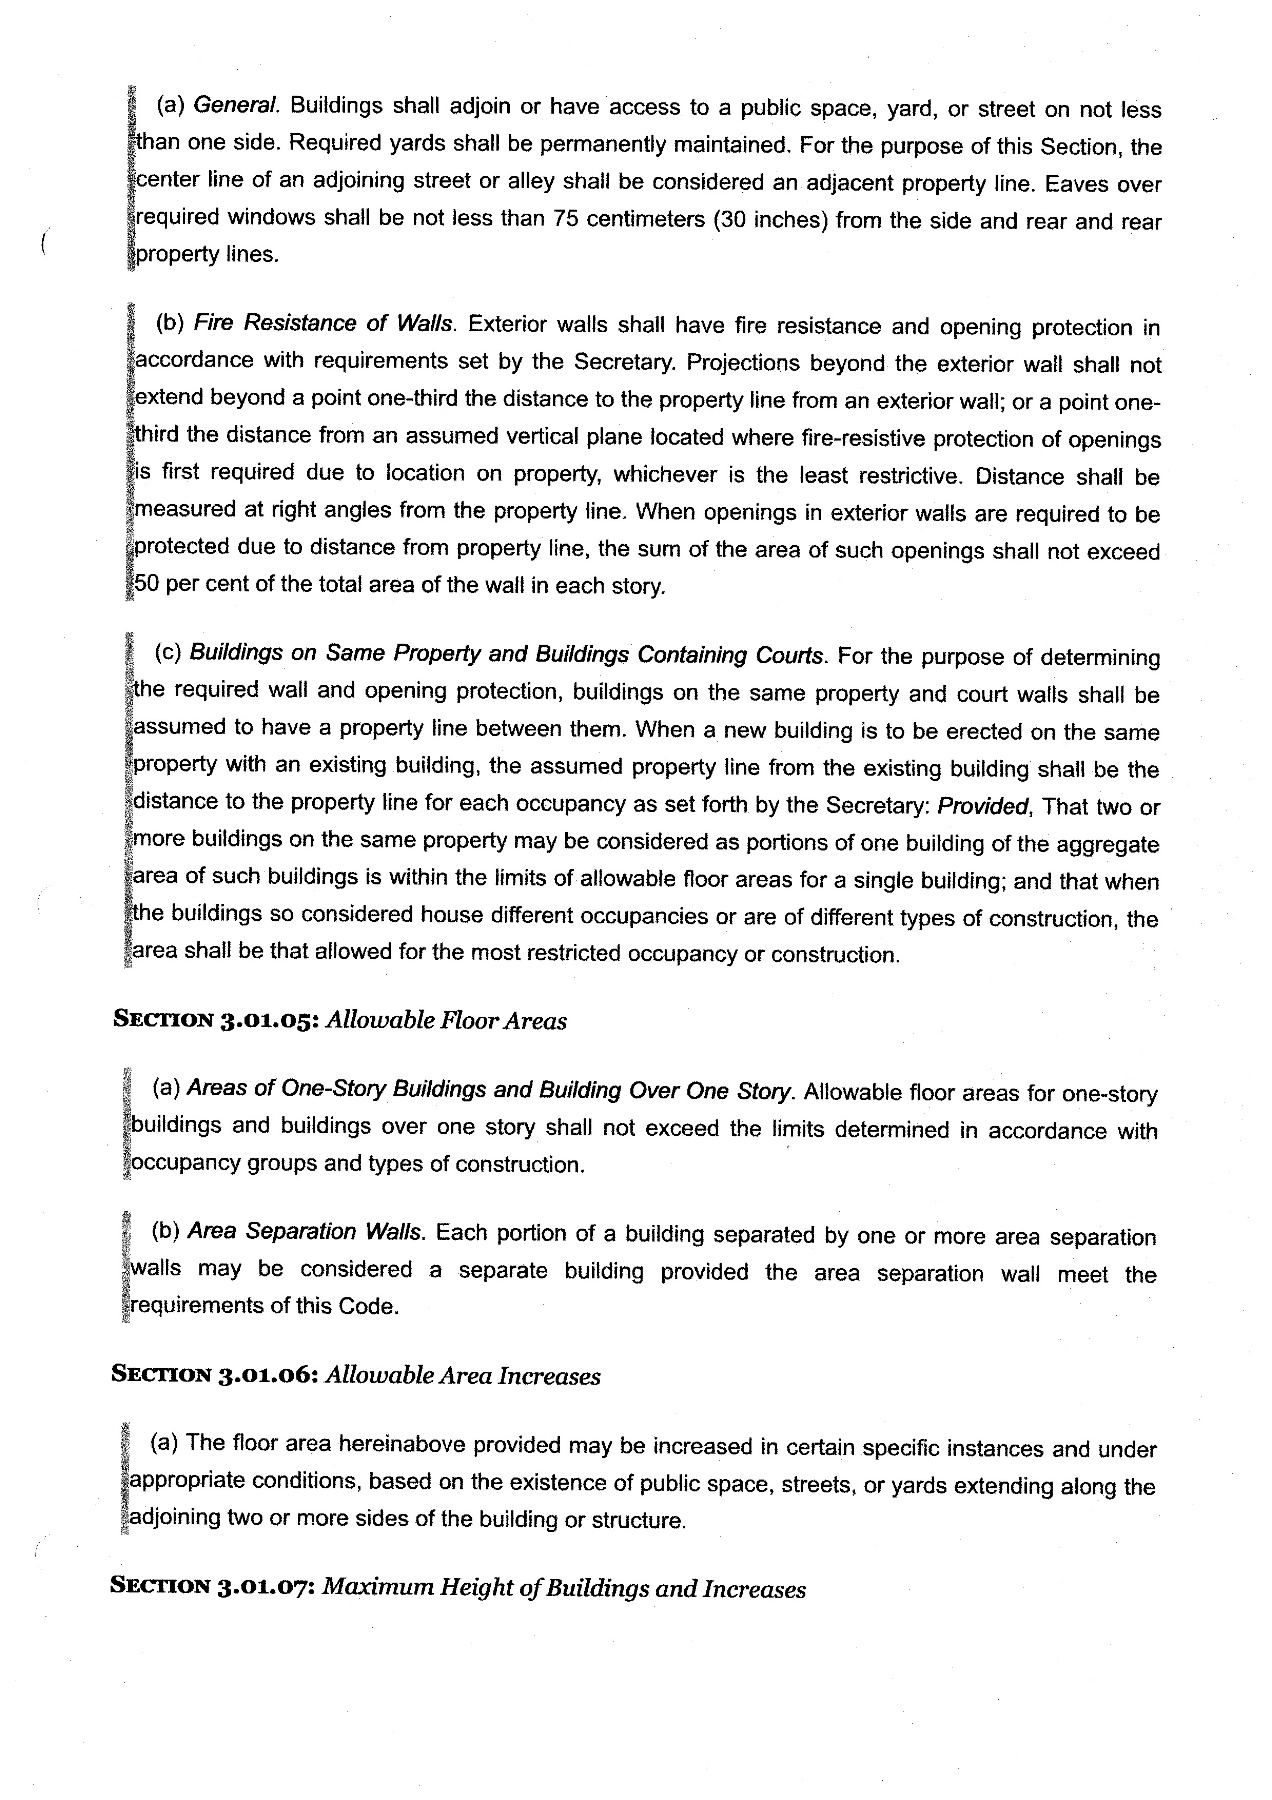 (a) General. Buildings shall adjoin or have access to a public space, yard, or street on not less
than one side. Required yards shall be permanently maintained. For the purpose of this Section, the
center line of an adjoining street or alley shall be considered an adjacent property line. Eaves over
required windows shall be not less than 75 centimeters (30 inches) from the side and rear and rear
property lines.
(b) Fire Resistance of Walls. Exterior walls shall have fire resistance and opening protection in
accordance with requirements set by the Secretary. Projections beyond the exterior wall shall not
extend beyond a point one-third the distance to the property line from an exterior wall; or a point one-
third the distance from an assumed vertical plane located where fire-resistive protection of openings
is first required due to location on property, whichever is the least restrictive. Distance shall be
measured at right angles from the property line. When openings in exterior walls are required to be
protected due to distance from property line, the sum of the area of such openings shall not exceed
50 per cent of the total area of the wall in each story.
(c) Buildings on Same Property and Buildings Containing Courts. For the purpose of determining
the required wall and opening protection, buildings on the same property and court walls shall be
assumed to have a property line between them. When a new building is to be erected on the same
property with an existing building, the assumed property line from the existing building shall be the
distance to the property line for each occupancy as set forth by the Secretary: Provided, That two or
more buildings on the same property may be considered as portions of one building of the aggregate
area of such buildings is within the limits of allowable floor areas for a single building; and that when
the buildings so considered house different occupancies or are of different types of construction, the
area shall be that allowed for the most restricted occupancy or construction.
SECTION 3.01.05: Allowable Floor Areas
(a) Areas of One-Story Buildings and Building Over One Story. Allowable floor areas for one-story
buildings and buildings over one story shall not exceed the limits determined in accordance with
occupancy groups and types of construction.
(b) Area Separation Walls. Each portion of a building separated by one or more area separation
walls may be considered a separate building provided the area separation wall meet the
requirements of this Code.
SECTION 3.01.06: Allowable Area Increases
(a) The floor area hereinabove provided may be increased in certain specific instances and under
appropriate conditions, based on the existence of public space, streets, or yards extending along the
adjoining two or more sides of the building or structure.
SECTION 3.01.07: Maximum Height of Buildings and Increases